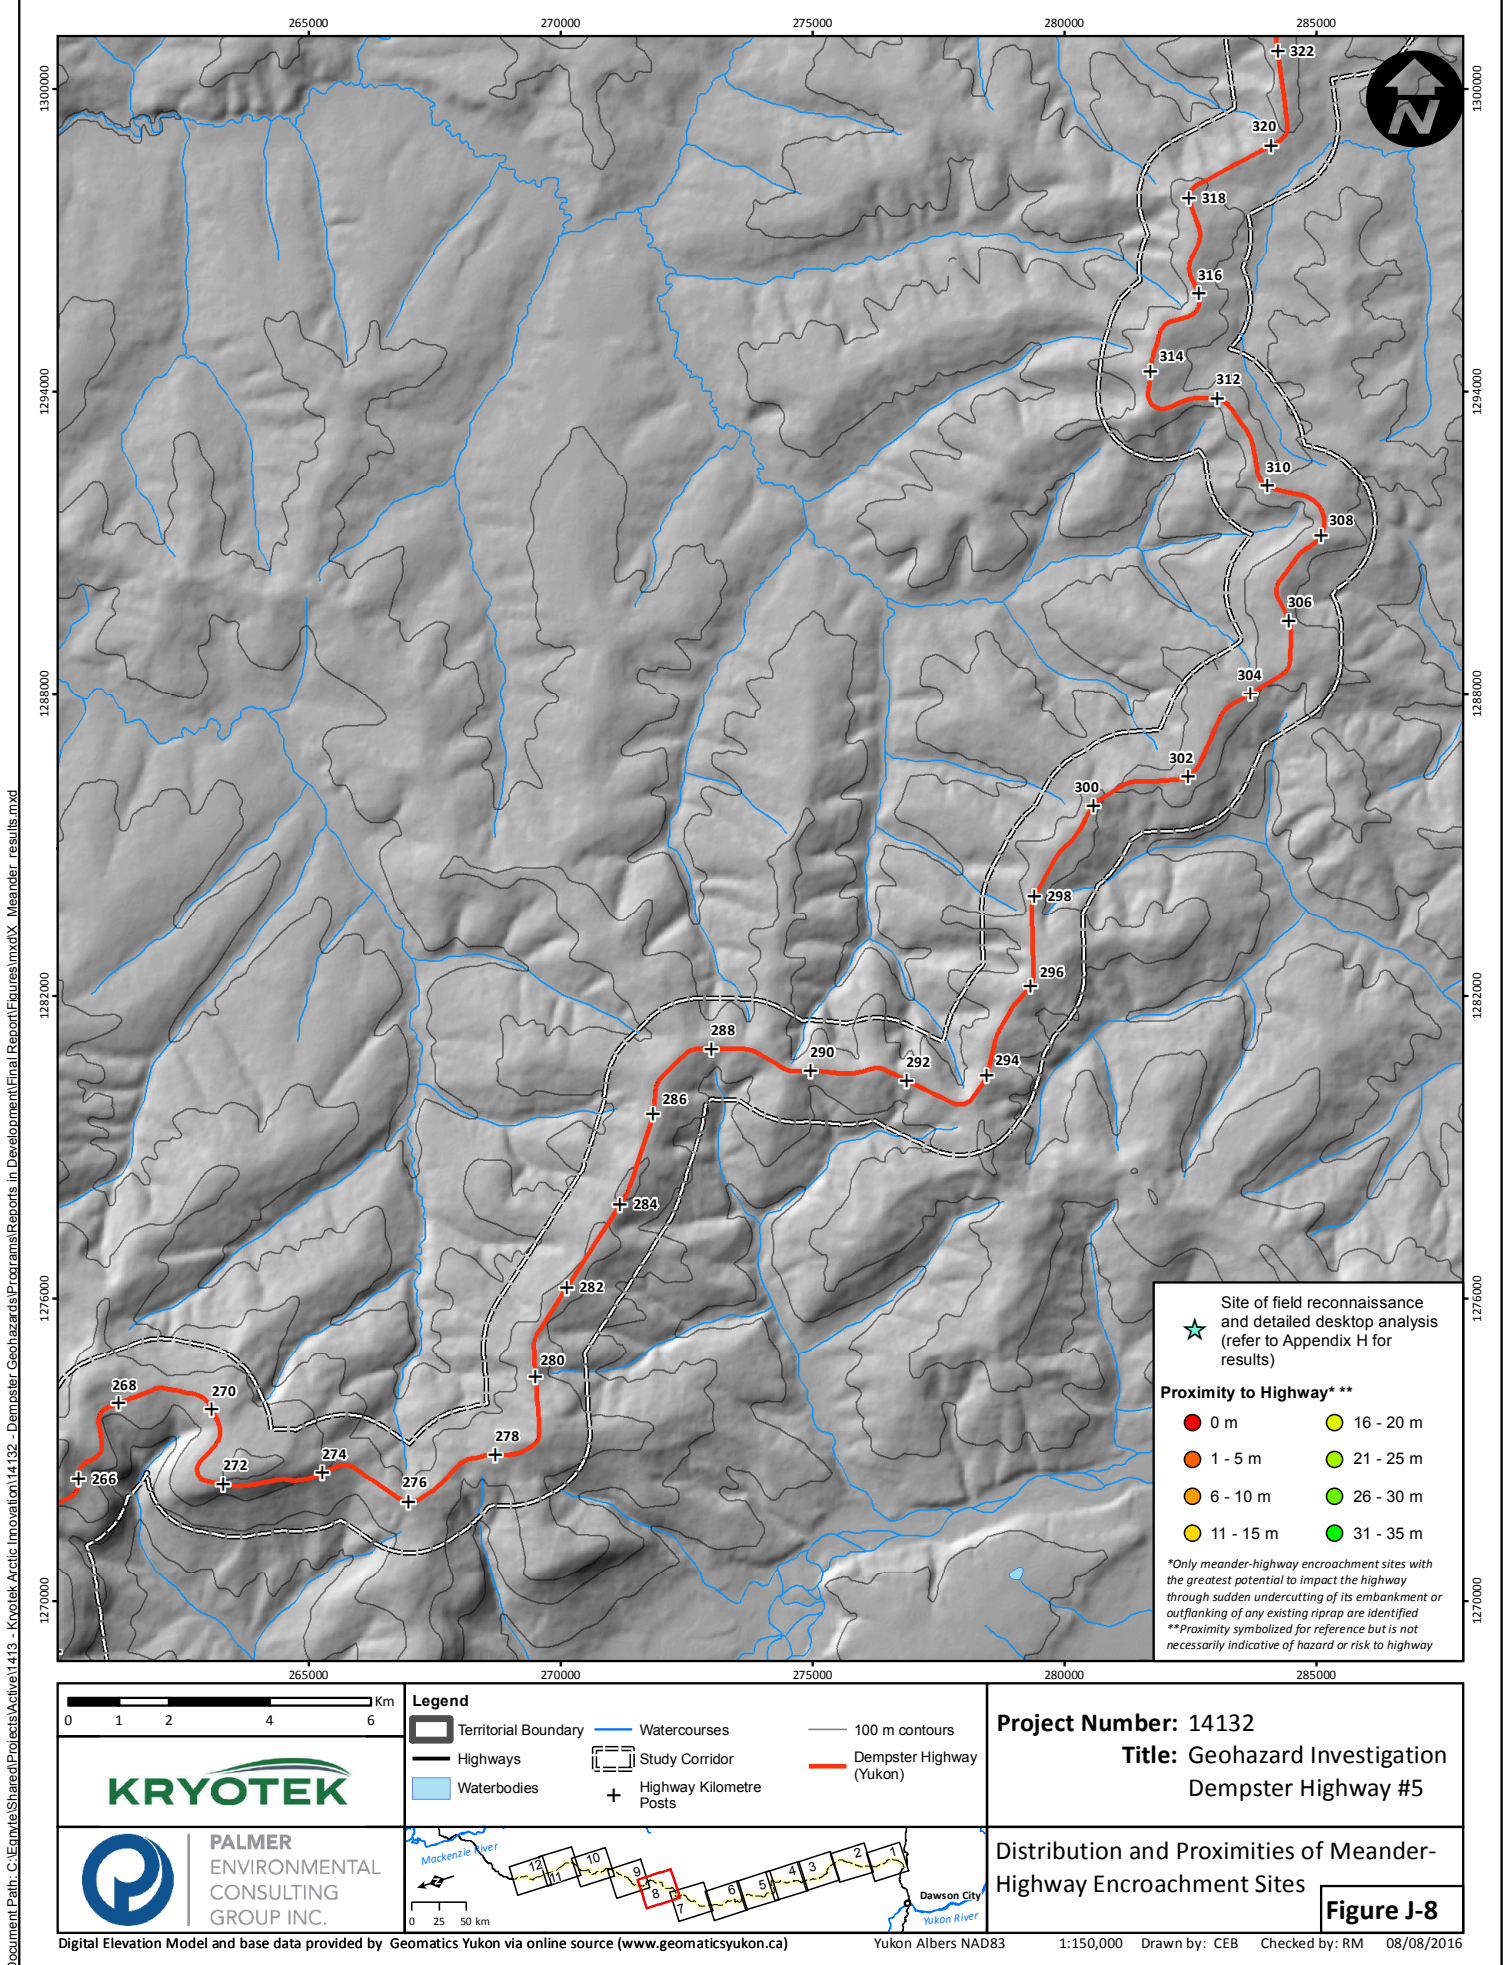 265000
270000
275000
280000
285000
1300000
1294000
1288000
1282000
1276000
1270000
1300000
1294000
1288000
1282000
1276000
1270000
N
322
320
318
316
314
312
310
308
306
304
302
300
298
296
294
292
290
288
286
284
282
280
278
276
274
272
270
268
266
Site of field reconnaissance
and detailed desktop analysis
(refer to Appendix H for
results)
Proximity to Highway* **
0 m
16 - 20 m
1 - 5 m
21 - 25 m
6 - 10 m
26 - 30 m
11 - 15 m
31 - 35 m
*Only meander-highway encroachment sites with
the greatest potential to impact the highway
through sudden undercutting of its embankment or
outflanking of any existing riprap are identified
**Proximity symbolized for reference but is not
necessarily indicative of hazard or risk to highway
265000
270000
275000
280000
285000
Document Path: C:\Egnyte\Shared\Projects\Active\1413 - Kryotek Arctic Innovation\14132 - Dempster Geohazards\Programs\Reports in Development\Final Report\Figures\mxd\X_Meander_results.mxd
Km
0 1 2 4 6
KRYOTEK
PALMER
ENVIRONMENTAL
CONSULTING
GROUP INC.
Legend
Territorial Boundary
Highways
Waterbodies
Watercourses
Study Corridor
Highway Kilometre
Posts
100 m contours
Dempster Highway
(Yukon)
Mackenzie River
N
0 25 50 km
12
11
10
9
8
7
6
5
4
3
2
1
Dawson City
Yukon River
Project Number: 14132
Title: Geohazard Investigation
Dempster Highway #5
Distribution and Proximities of Meander-
Highway Encroachment Sites
Figure J-8
Digital Elevation Model and base data provided by Geomatics Yukon via online source (www.geomaticsyukon.ca)
Yukon Albers NAD83
1:150,000
Drawn by: CEB
Checked by: RM
08/08/2016